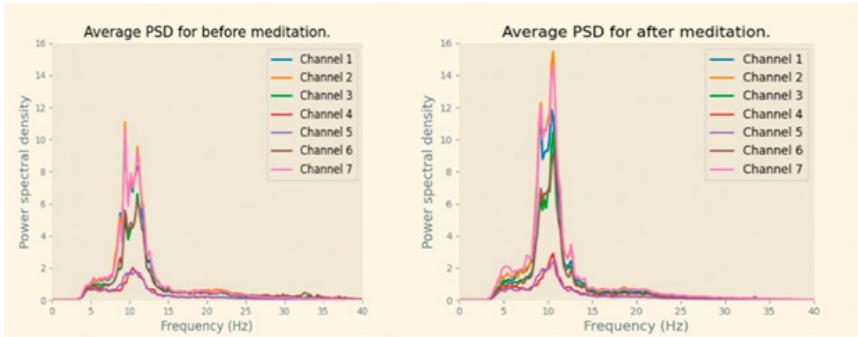 Average PSD for before meditation.
16
14
12
10
8
6
4
2
0
Power spectral density
Channel 1
Channel 2
Channel 3
Channel 4
Channel 5
Channel 6
Channel 7
0 5 10 15 20 25 30 35 40
Frequency (Hz)
Average PSD for after meditation.
16
14
12
10
8
6
4
2
0
Power spectral density
Channel 1
Channel 2
Channel 3
Channel 4
Channel 5
Channel 6
Channel 7
0 5 10 15 20 25 30 35 40
Frequency (Hz)